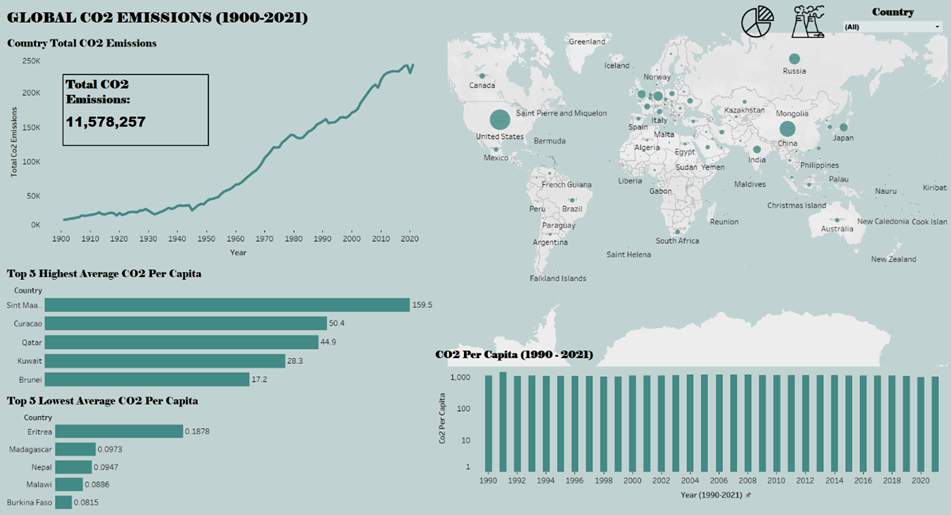 GLOBAL CO2 EMISSIONS (1900-2021)
Country
(All)
Country Total CO2 Emissions
250K
200K
150K
100K
50K
0K
Total Co2 Emissions
Total CO2
Emissions:
11,578,257
1900 1910 1920 1930 1940 1950 1960 1970 1980 1990 2000 2010 2020
Year
Greenland
Iceland
Norway
Russia
Canada
Kazakhstan
Mongolia
Saint Pierre and Miquelon
Italy
Spain
United States
Malta
Japan
Bermuda
China
Algeria
Egypt
Mexico
India
Philippines
Sudan
Yemen
Liberia
Maldives
Palau
French Guiana
Gabon
Nauru
Kiribat
Christmas Island
Peru
Brazil
Reunion
New Caledonia
Cook Islan
Paraguay
Australia
South Africa
Argentina
Saint Helena
New Zealand
Falkland Islands
Top 5 Highest Average CO2 Per Capita
Country
Sint Maa.. 159.5
Curacao 50.4
Qatar 44.9
Kuwait 28.3
Brunei 17.2
Top 5 Lowest Average CO2 Per Capita
Country
Eritrea 0.1878
Madagascar 0.0973
Nepal 0.0947
Malawi 0.0886
Burkina Faso 0.0815
CO2 Per Capita (1990 - 2021)
1,000
100
10
1
Co2 Per Capita
1990 1992 1994 1996 1998 2000 2002 2004 2006 2008 2010 2012 2014 2016 2018 2020
Year (1990-2021)